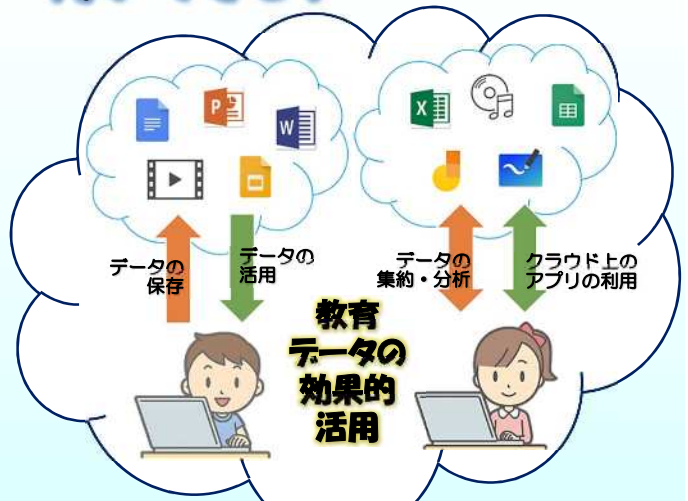 P
W
X
データの
保存
データの
活用
データの
集約・分析
クラウド上の
アプリの利用
教育
データの
効果的
活用